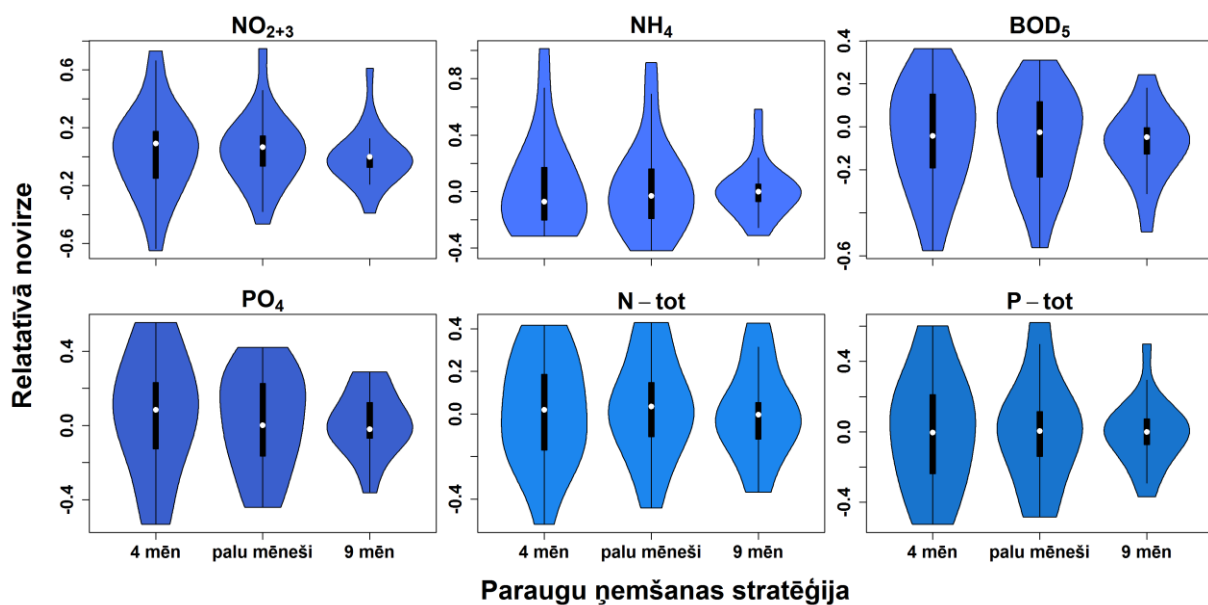 NO₂₊₃
NH₄
BOD₅
0.6
0.2
-0.2
-0.6
0.8
0.4
0.0
-0.4
0.4
0.2
0.0
-0.2
-0.6
Relatatīvā novirze
PO₄
N – tot
P – tot
0.4
0.0
-0.4
0.4
0.2
0.0
-0.4
0.4
0.0
-0.4
4 mēn palu mēneši 9 mēn
4 mēn palu mēneši 9 mēn
4 mēn palu mēneši 9 mēn
Paraugu ņemšanas stratēģija